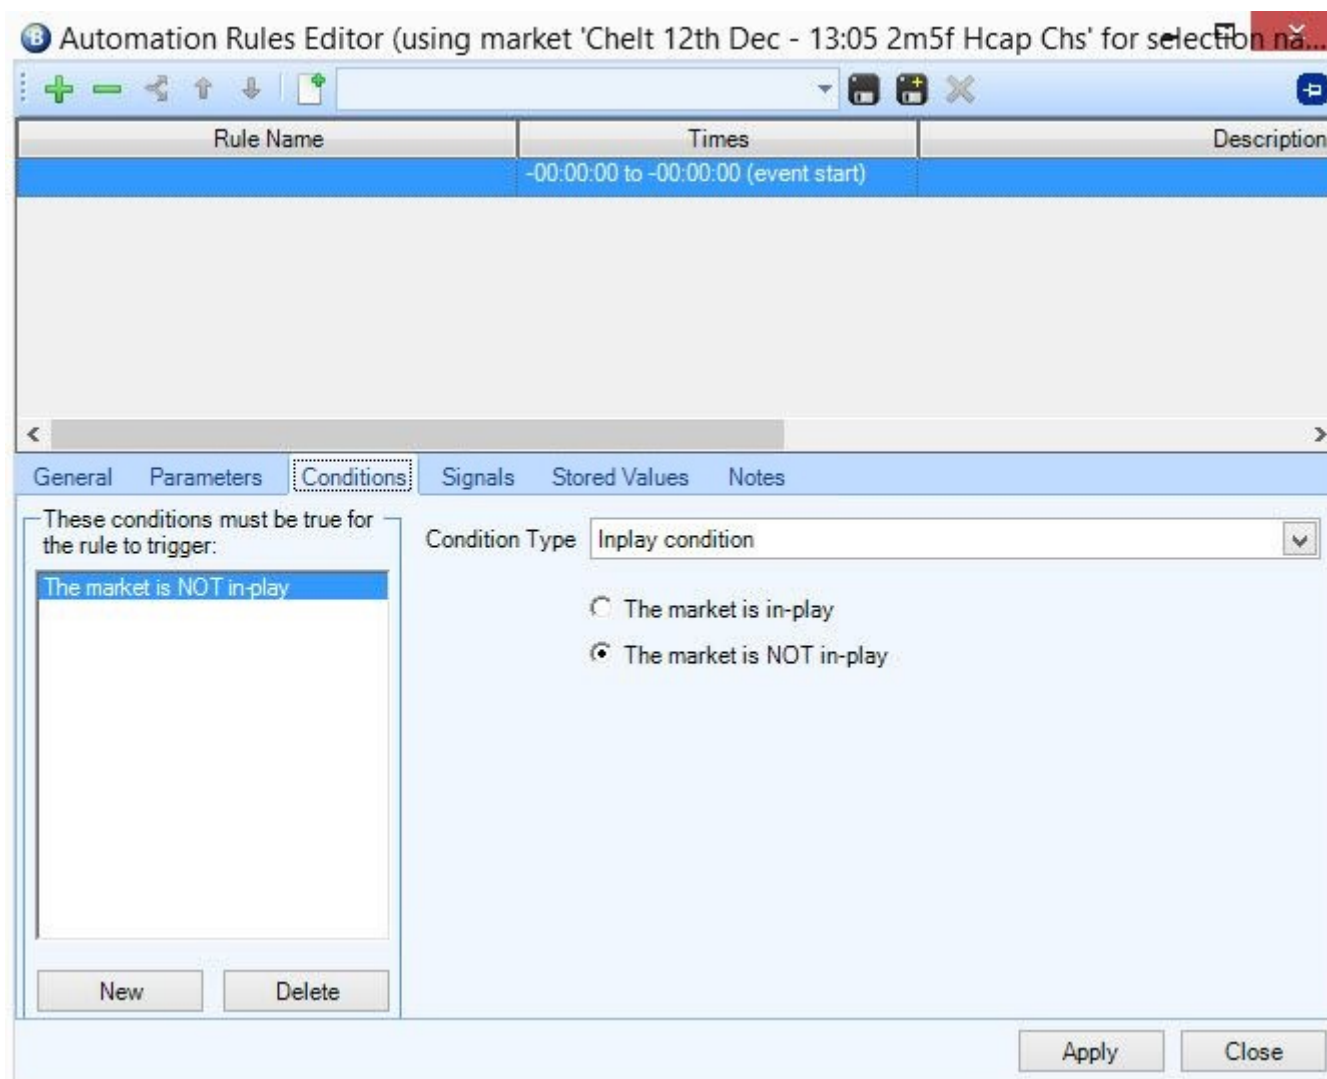 Automation Rules Editor (using market 'Chelt 12th Dec - 13:05 2m5f Hcap Chs' for selection na...
Rule Name Times Description
-00:00:00 to -00:00:00 (event start)
General Parameters Conditions Signals Stored Values Notes
These conditions must be true for
the rule to trigger:
The market is NOT in-play
Condition Type Inplay condition
The market is in-play
The market is NOT in-play
New Delete
Apply Close